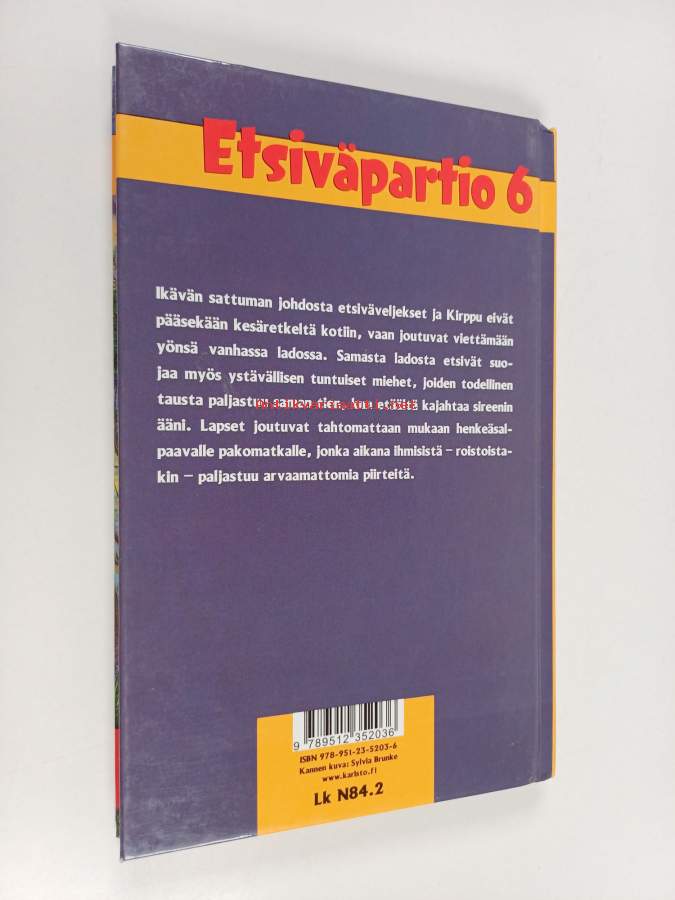 Etsiväpartio 6
Ikävän sattuman johdosta etsiväveljekset ja Kirppu eivät
pääsekään kesäretkeltä kotiin, vaan joutuvat viettämään
yönsä vanhassa ladossa. Samasta ladosta etsivät suo-
jaa myös ystävällisen tuntuiset miehet, joiden todellinen
tausta paljastuu kajahtaa sireenin
ääni. Lapset joutuvat tahtomattaan mukaan henkeäsal-
paavalle pakomatkalle, jonka aikana ihmisistä – roistoista-
kin – paljastuu arvaamattomia piirteitä.
9 789512 352036
ISBN 978-951-23-5203-6
Kannen kuva: Sylvia Brunke
www.karisto.fi
Lk N84.2